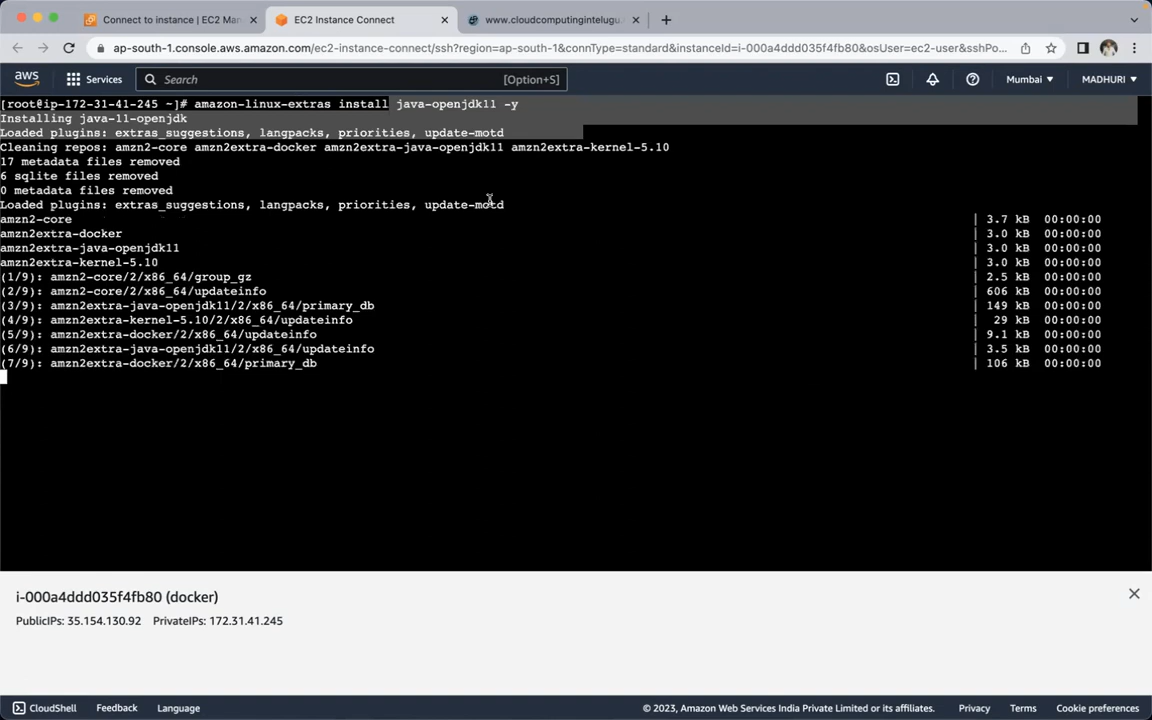 Connect to instance | EC2 Man
EC2 Instance Connect
www.cloudcomputingintelugu.
ap-south-1.console.aws.amazon.com/ec2-instance-connect/ssh?region=ap-south-1&connType=standard&instanceId=i-000a4ddd035f4fb80&osUser=ec2-user&sshPo...
aws Services Search [Option+S] Mumbai MADHURI
[root@ip-172-31-41-245 ~]# amazon-linux-extras install java-openjdk11 -y
Installing java-11-openjdk
Loaded plugins: extras_suggestions, langpacks, priorities, update-motd
Cleaning repos: amzn2-core amzn2extra-docker amzn2extra-java-openjdk11 amzn2extra-kernel-5.10
17 metadata files removed
6 sqlite files removed
0 metadata files removed
Loaded plugins: extras_suggestions, langpacks, priorities, update-motd
amzn2-core | 3.7 kB 00:00:00
amzn2extra-docker | 3.0 kB 00:00:00
amzn2extra-java-openjdk11 | 3.0 kB 00:00:00
amzn2extra-kernel-5.10 | 3.0 kB 00:00:00
(1/9): amzn2-core/2/x86_64/group_gz | 2.5 kB 00:00:00
(2/9): amzn2-core/2/x86_64/updateinfo | 606 kB 00:00:00
(3/9): amzn2extra-java-openjdk11/2/x86_64/primary_db | 149 kB 00:00:00
(4/9): amzn2extra-kernel-5.10/2/x86_64/updateinfo | 29 kB 00:00:00
(5/9): amzn2extra-docker/2/x86_64/updateinfo | 9.1 kB 00:00:00
(6/9): amzn2extra-java-openjdk11/2/x86_64/updateinfo | 3.5 kB 00:00:00
(7/9): amzn2extra-docker/2/x86_64/primary_db | 106 kB 00:00:00
i-000a4ddd035f4fb80 (docker)
PublicIPs: 35.154.130.92 PrivateIPs: 172.31.41.245
CloudShell Feedback Language © 2023, Amazon Web Services India Private Limited or its affiliates. Privacy Terms Cookie preferences